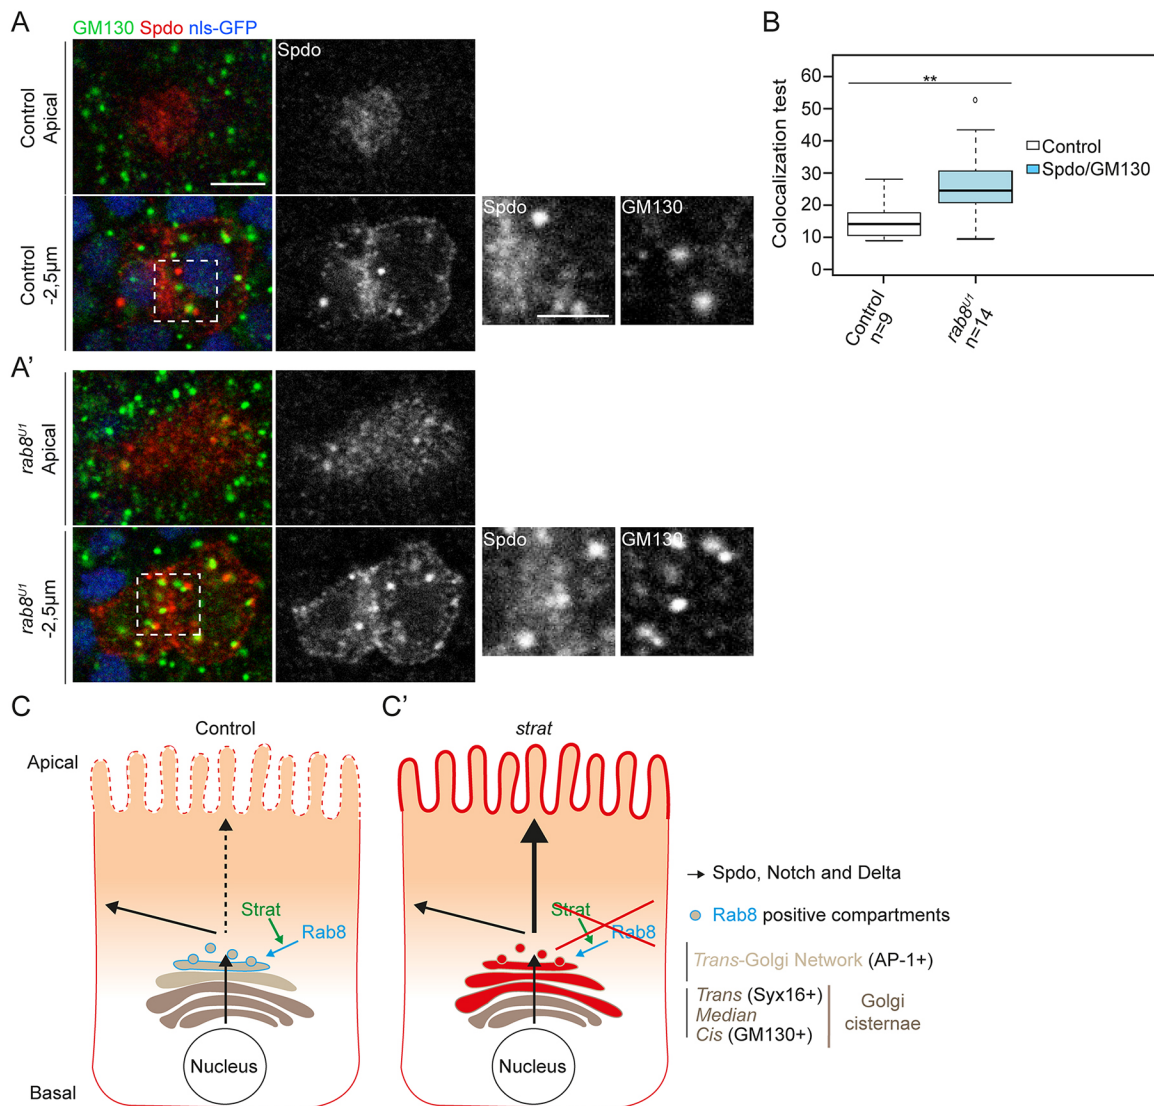 A
GM130 Spdo nls-GFP
Control
Apical
Spdo
Control
-2,5µm
Spdo
GM130
A'
rab8U1
Apical
rab8U1
-2,5µm
Spdo
GM130
B
Colocalization test
60
50
40
30
20
10
0
**
Control
Spdo/GM130
Control
n=9
rab8U1
n=14
C
Control
Apical
Strat
Rab8
Nucleus
Basal
C'
strat
Strat
Rab8
Nucleus
Spdo, Notch and Delta
Rab8 positive compartments
Trans-Golgi Network (AP-1+)
Trans (Syx16+)
Median
Cis (GM130+)
Golgi
cisternae